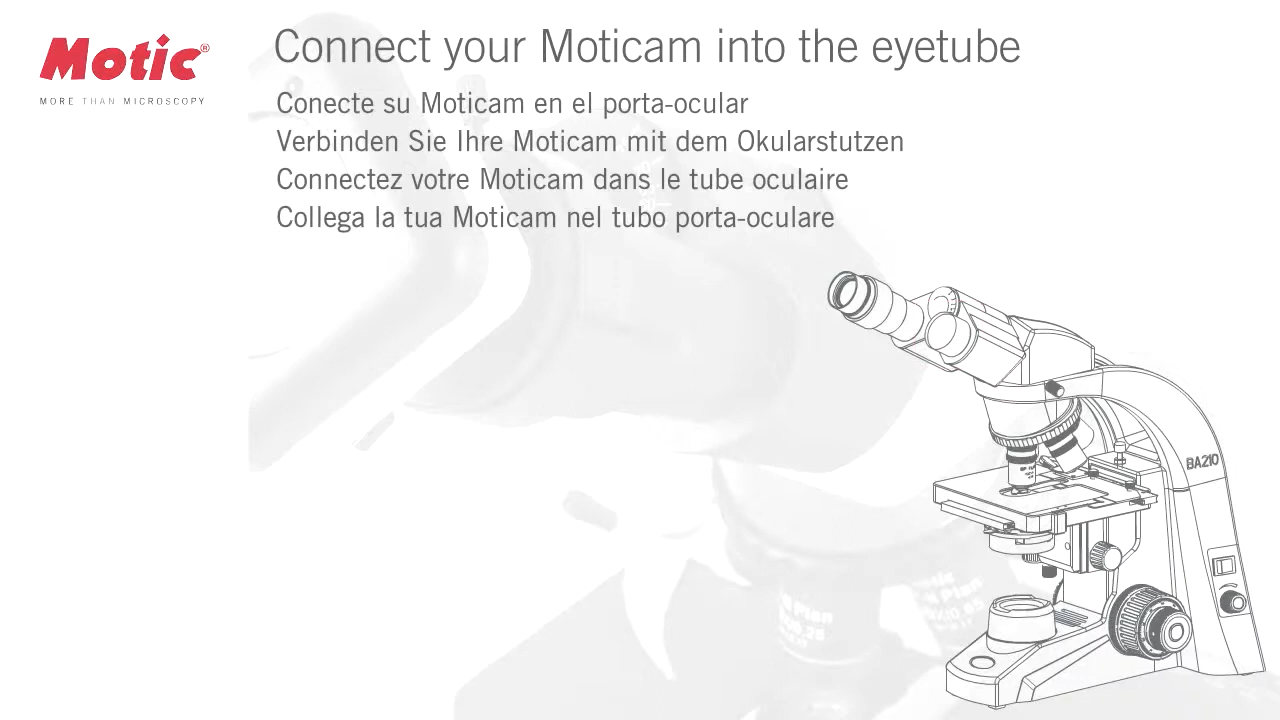 Motic®
MORE THAN MICROSCOPY
Connect your Moticam into the eyetube
Conecte su Moticam en el porta-ocular
Verbinden Sie Ihre Moticam mit dem Okularstutzen
Connectez votre Moticam dans le tube oculaire
Collega la tua Moticam nel tubo porta-oculare
BA210